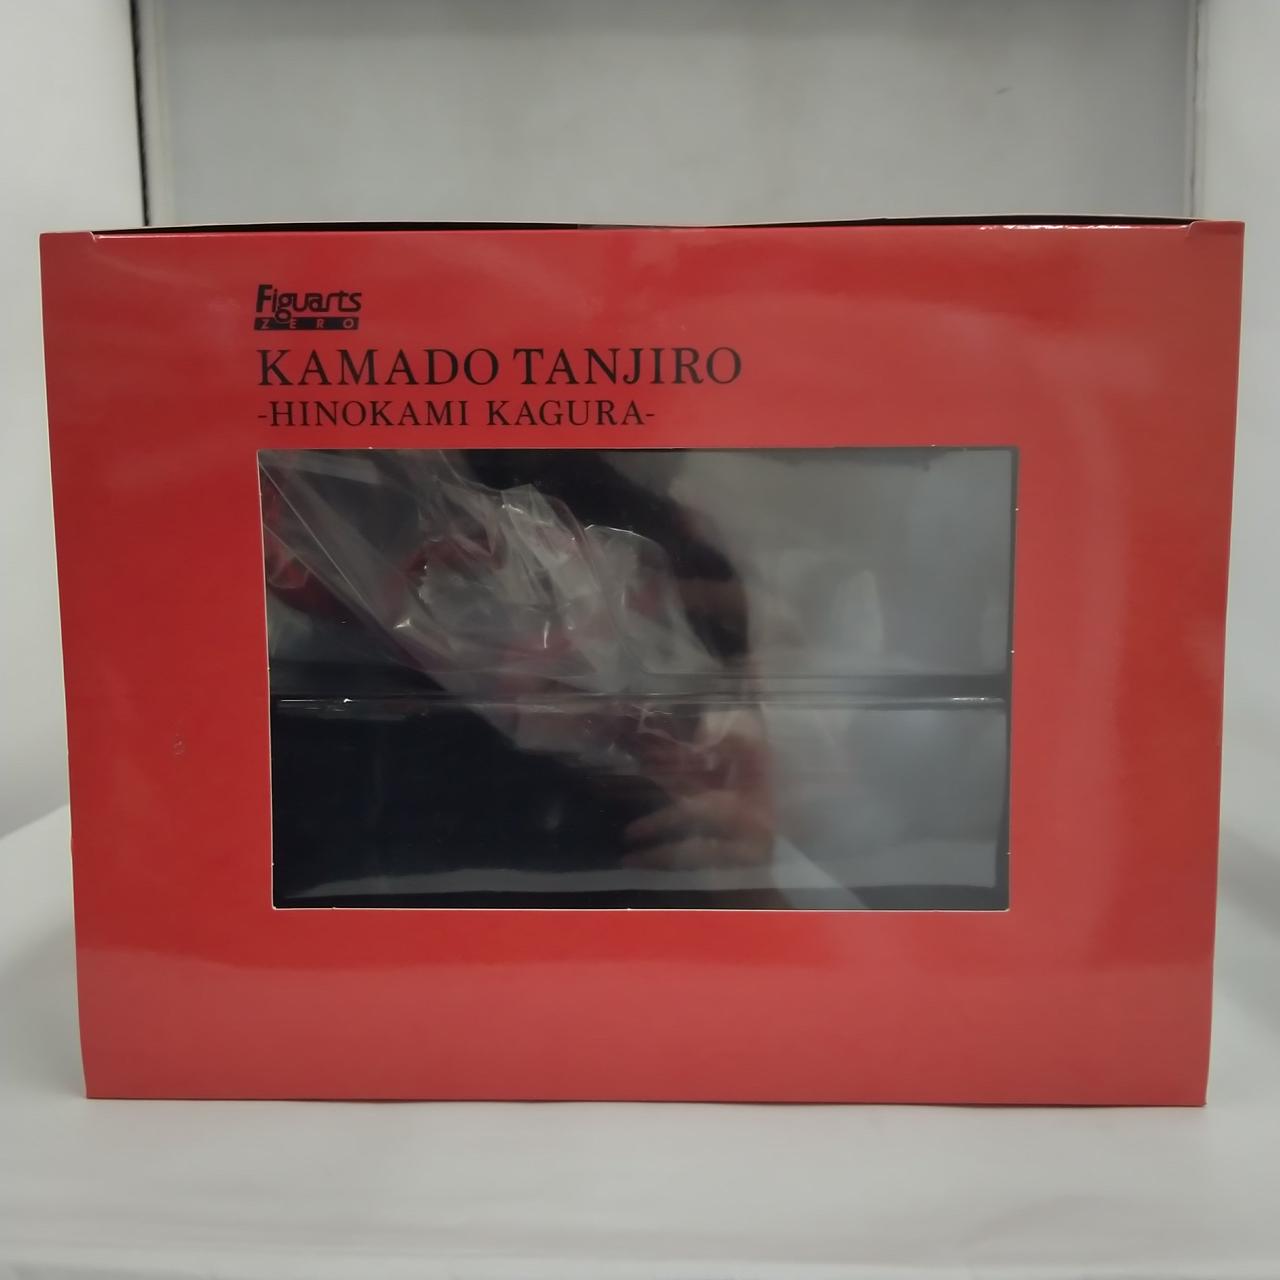 Figuarts
ZERO
KAMADO TANJIRO
-HINOKAMI KAGURA-